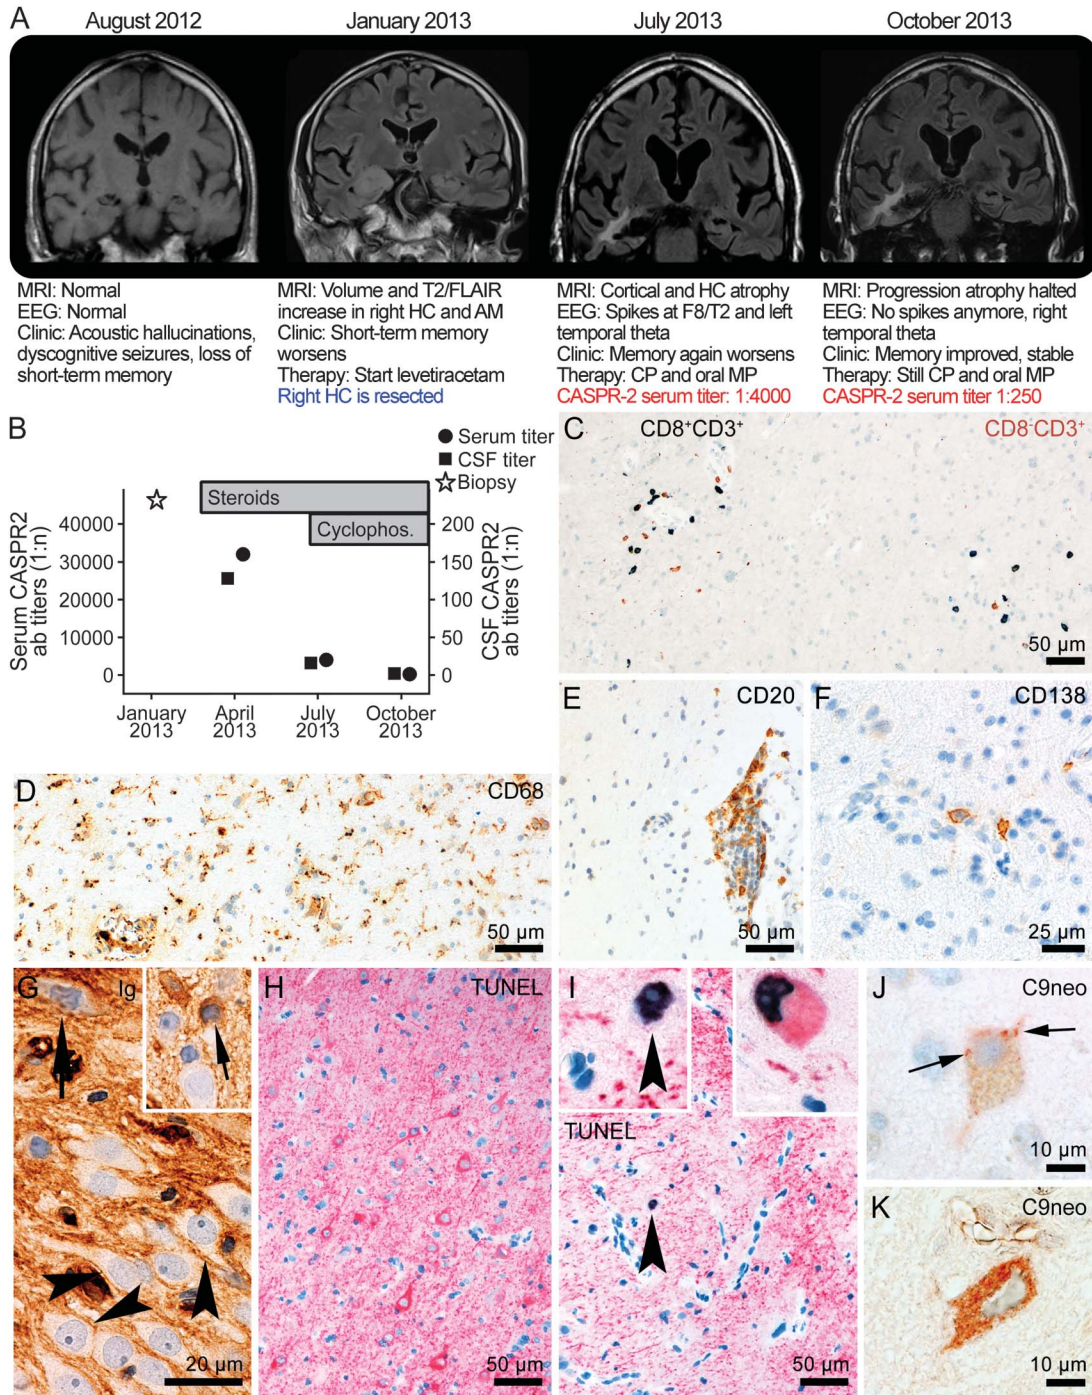 A
August 2012
January 2013
July 2013
October 2013
MRI: Normal
EEG: Normal
Clinic: Acoustic hallucinations,
dyscognitive seizures, loss of
short-term memory
MRI: Volume and T2/FLAIR
increase in right HC and AM
Clinic: Short-term memory
worsens
Therapy: Start levetiracetam
Right HC is resected
MRI: Cortical and HC atrophy
EEG: Spikes at F8/T2 and left
temporal theta
Clinic: Memory again worsens
Therapy: CP and oral MP
CASPR-2 serum titer: 1:4000
MRI: Progression atrophy halted
EEG: No spikes anymore, right
temporal theta
Clinic: Memory improved, stable
Therapy: Still CP and oral MP
CASPR-2 serum titer 1:250
B
Serum titer
CSF titer
Biopsy
Steroids
Cyclophos.
Serum CASPR2
ab titers (1:n)
40000
30000
20000
10000
0
CSF CASPR2
ab titers (1:n)
200
150
100
50
0
January
2013
April
2013
July
2013
October
2013
C
CD8⁺CD3⁺
CD8⁻CD3⁺
50 µm
D
CD68
50 µm
E
CD20
50 µm
F
CD138
25 µm
G
Ig
20 µm
H
TUNEL
50 µm
I
TUNEL
50 µm
J
C9neo
10 µm
K
C9neo
10 µm